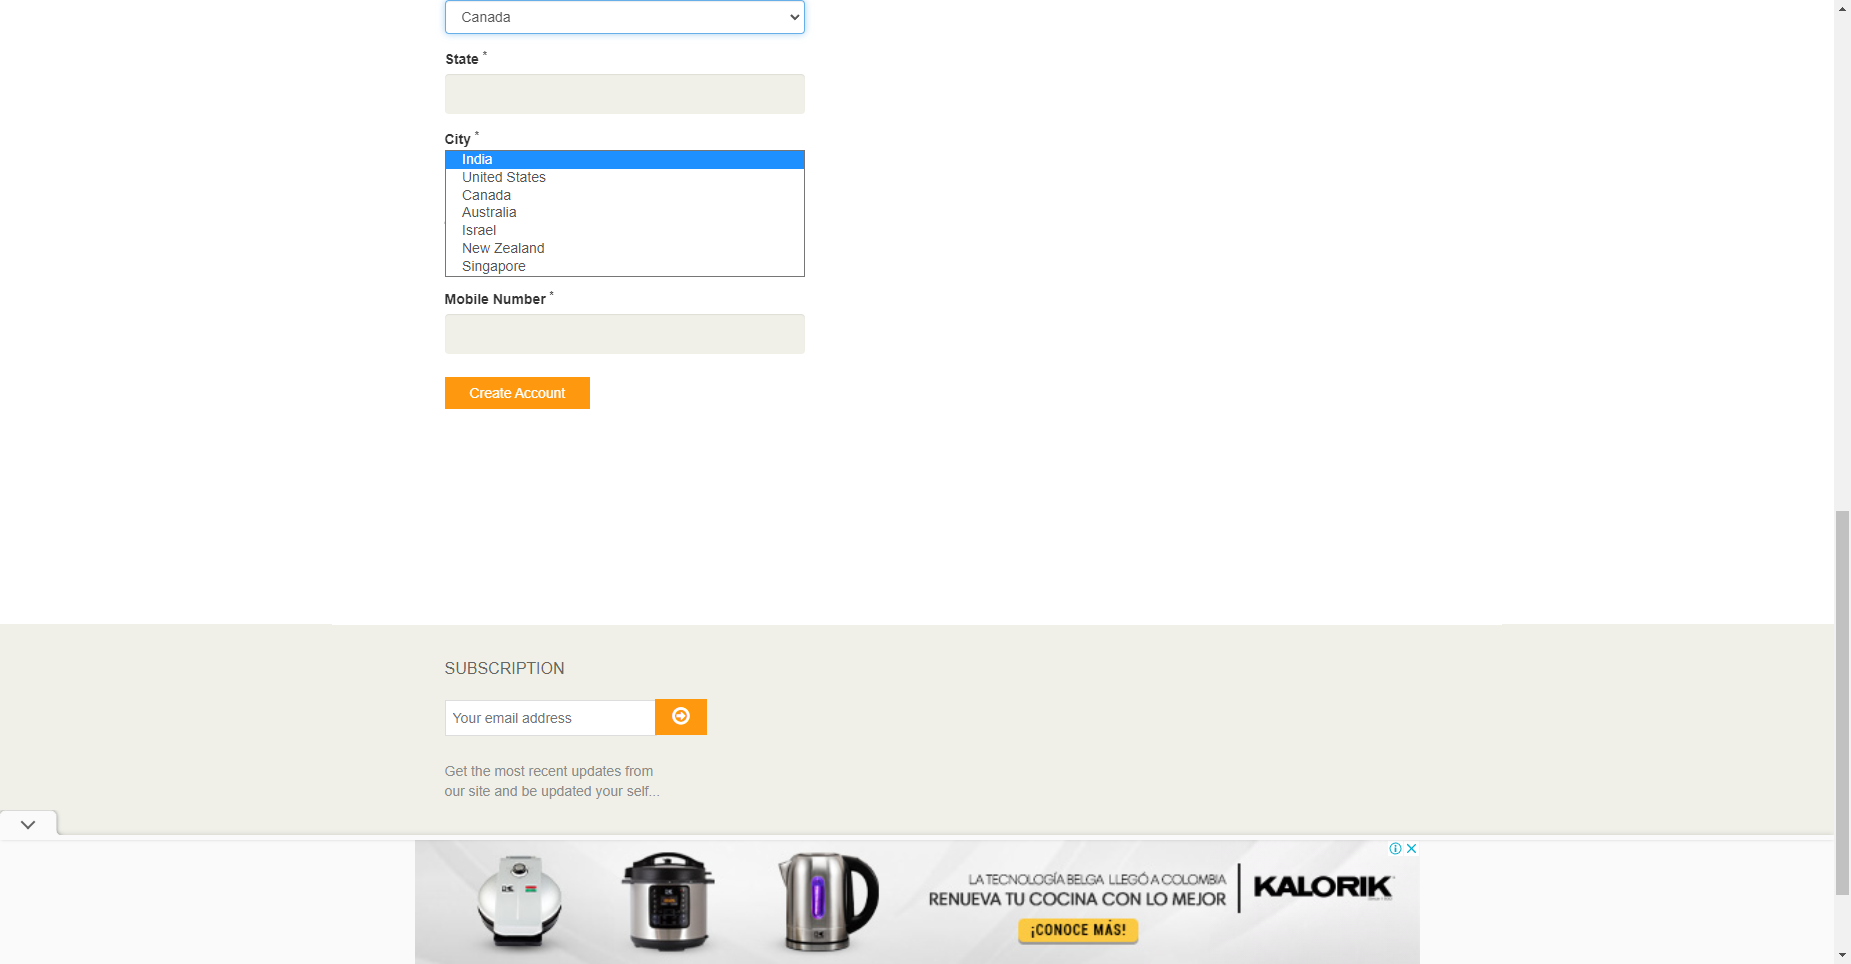 Canada
State *
City *
India
United States
Canada
Australia
Israel
New Zealand
Singapore
Mobile Number *
Create Account
SUBSCRIPTION
Your email address
Get the most recent updates from
our site and be updated your self...
LA TECNOLOGÍA BELGA LLEGÓ A COLOMBIA
RENUEVA TU COCINA CON LO MEJOR
¡CONOCE MÁS!
KALORIK